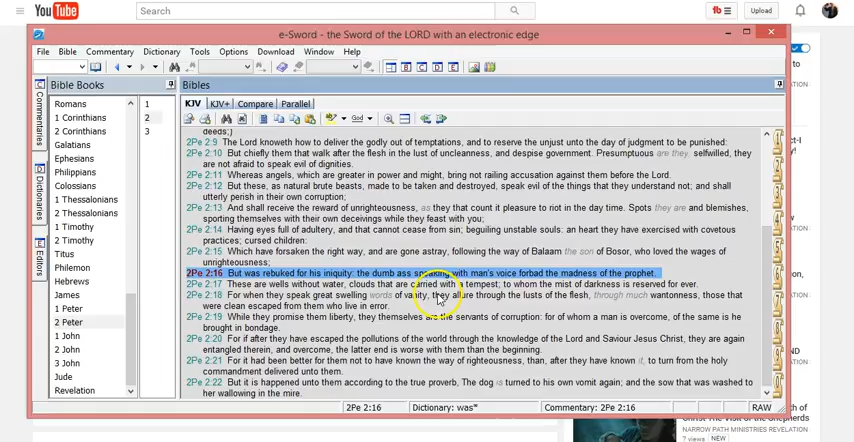 YouTube
Search
Upload
e-Sword - the Sword of the LORD with an electronic edge
File Bible Commentary Dictionary Tools Options Download Window Help
B C D E
Bible Books
Bibles
Commentaries
Dictionaries
Editors
Romans
1 Corinthians
2 Corinthians
Galatians
Ephesians
Philippians
Colossians
1 Thessalonians
2 Thessalonians
1 Timothy
2 Timothy
Titus
Philemon
Hebrews
James
1 Peter
2 Peter
1 John
2 John
3 John
Jude
Revelation
1
2
3
KJV KJV+ Compare Parallel
God
deeds;)
2Pe 2:9 The Lord knoweth how to deliver the godly out of temptations, and to reserve the unjust unto the day of judgment to be punished:
2Pe 2:10 But chiefly them that walk after the flesh in the lust of uncleanness, and despise government. Presumptuous are they, selfwilled, they
are not afraid to speak evil of dignities.
2Pe 2:11 Whereas angels, which are greater in power and might, bring not railing accusation against them before the Lord.
2Pe 2:12 But these, as natural brute beasts, made to be taken and destroyed, speak evil of the things that they understand not; and shall
utterly perish in their own corruption;
2Pe 2:13 And shall receive the reward of unrighteousness, as they that count it pleasure to riot in the day time. Spots they are and blemishes,
sporting themselves with their own deceivings while they feast with you;
2Pe 2:14 Having eyes full of adultery, and that cannot cease from sin; beguiling unstable souls: an heart they have exercised with covetous
practices; cursed children:
2Pe 2:15 Which have forsaken the right way, and are gone astray, following the way of Balaam the son of Bosor, who loved the wages of
unrighteousness;
2Pe 2:16 But was rebuked for his iniquity: the dumb ass speaking with man's voice forbad the madness of the prophet.
2Pe 2:17 These are wells without water, clouds that are carried with a tempest; to whom the mist of darkness is reserved for ever.
2Pe 2:18 For when they speak great swelling words of vanity, they allure through the lusts of the flesh, through much wantonness, those that
were clean escaped from them who live in error.
2Pe 2:19 While they promise them liberty, they themselves are the servants of corruption: for of whom a man is overcome, of the same is he
brought in bondage.
2Pe 2:20 For if after they have escaped the pollutions of the world through the knowledge of the Lord and Saviour Jesus Christ, they are again
entangled therein, and overcome, the latter end is worse with them than the beginning.
2Pe 2:21 For it had been better for them not to have known the way of righteousness, than, after they have known it, to turn from the holy
commandment delivered unto them.
2Pe 2:22 But it is happened unto them according to the true proverb, The dog is turned to his own vomit again; and the sow that was washed to
her wallowing in the mire.
2Pe 2:16 Dictionary: was* Commentary: 2Pe 2:16 RAW
to
ct-I
y!
ion,
ND
th of
Christ The Visit of the Shepherds
NARROW PATH MINISTRIES REVELATION
7 views NEW